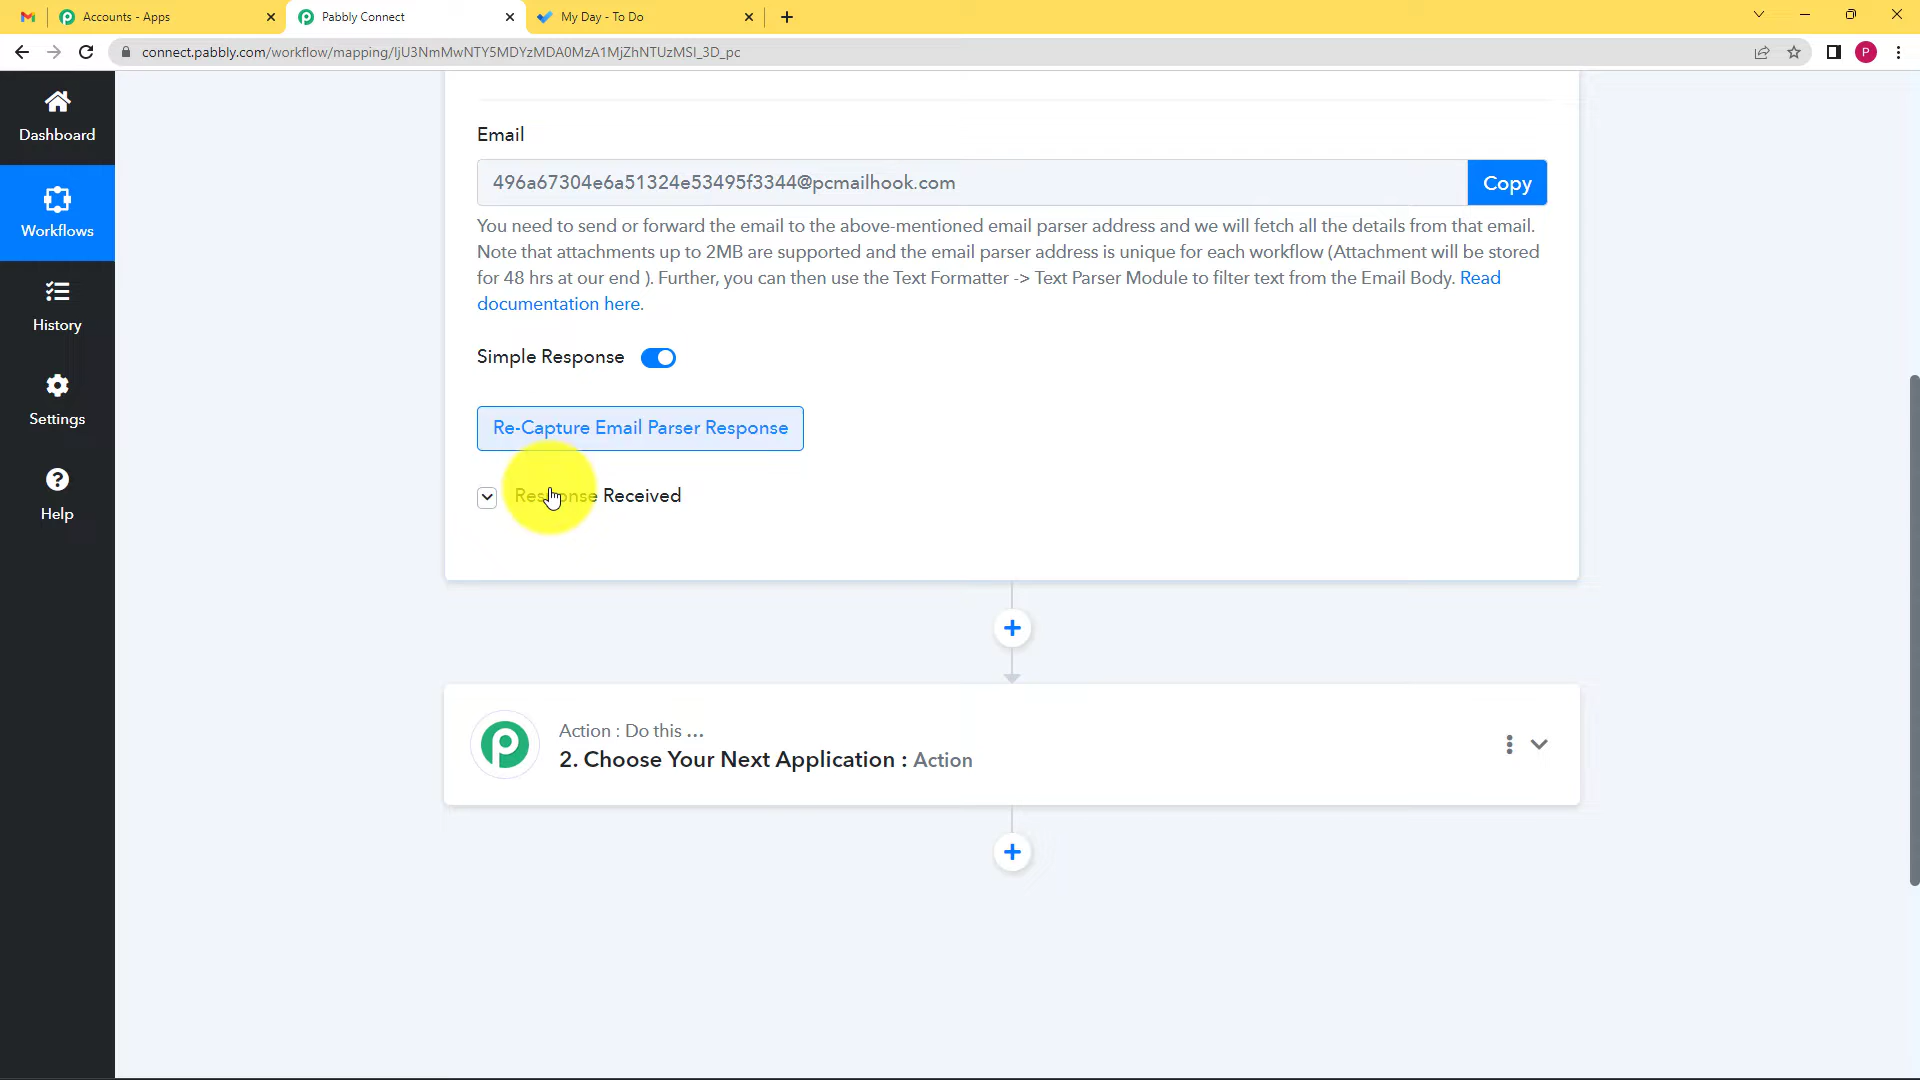 Accounts - Apps
Pabbly Connect
My Day - To Do
connect.pabbly.com/workflow/mapping/IjU3NmMwNTY5MDYzMDA0MzA1MjZhNTUzMSI_3D_pc
P
Dashboard
Workflows
History
Settings
Help
Email
496a67304e6a51324e53495f3344@pcmailhook.com
Copy
You need to send or forward the email to the above-mentioned email parser address and we will fetch all the details from that email.
Note that attachments up to 2MB are supported and the email parser address is unique for each workflow (Attachment will be stored
for 48 hrs at our end ). Further, you can then use the Text Formatter -> Text Parser Module to filter text from the Email Body. Read
documentation here.
Simple Response
Re-Capture Email Parser Response
Response Received
Action : Do this ...
2. Choose Your Next Application : Action